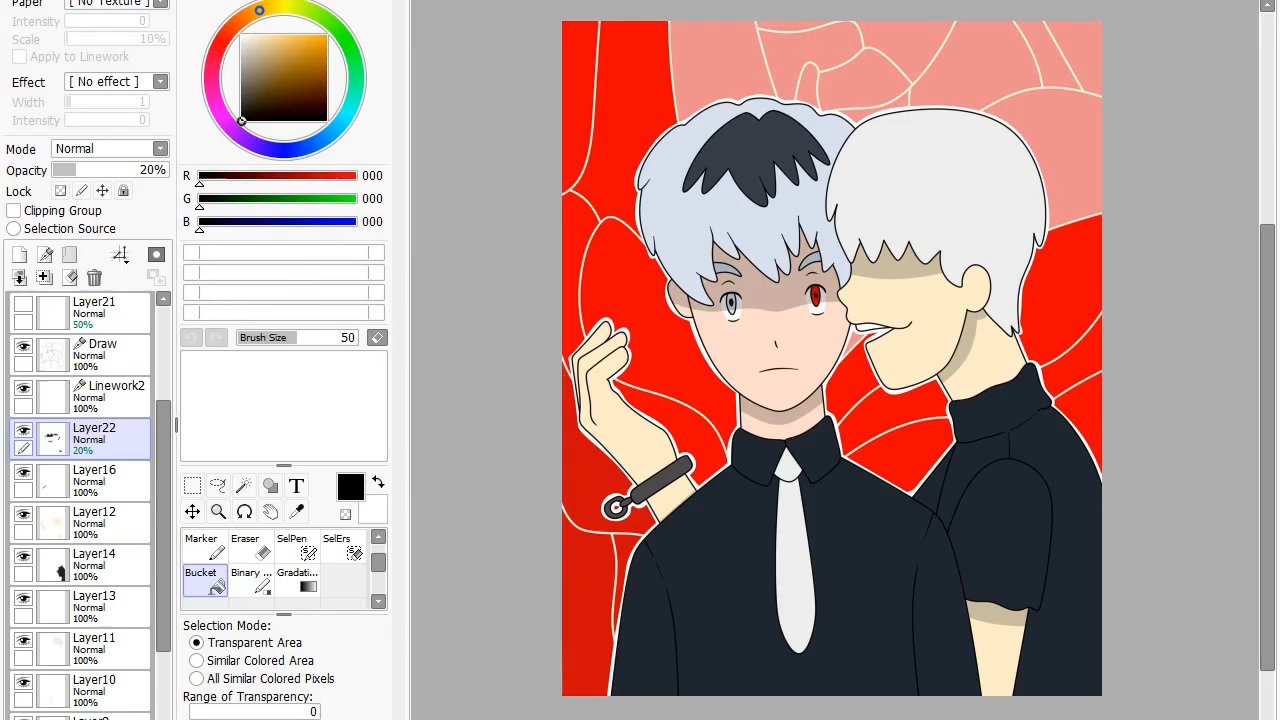 Paper [ No Texture ]
Intensity 0
Scale 10%
Apply to Linework
Effect [ No effect ]
Width 1
Intensity 0
Mode Normal
Opacity 20%
Lock
Clipping Group
Selection Source
Layer21
Normal
50%
Draw
Normal
100%
Linework2
Normal
100%
Layer22
Normal
20%
Layer16
Normal
100%
Layer12
Normal
100%
Layer14
Normal
100%
Layer13
Normal
100%
Layer11
Normal
100%
Layer10
Normal
100%
R 000
G 000
B 000
Brush Size 50
T
Marker Eraser SelPen SelErs
Bucket Binary ... Gradati...
Selection Mode:
Transparent Area
Similar Colored Area
All Similar Colored Pixels
Range of Transparency:
0